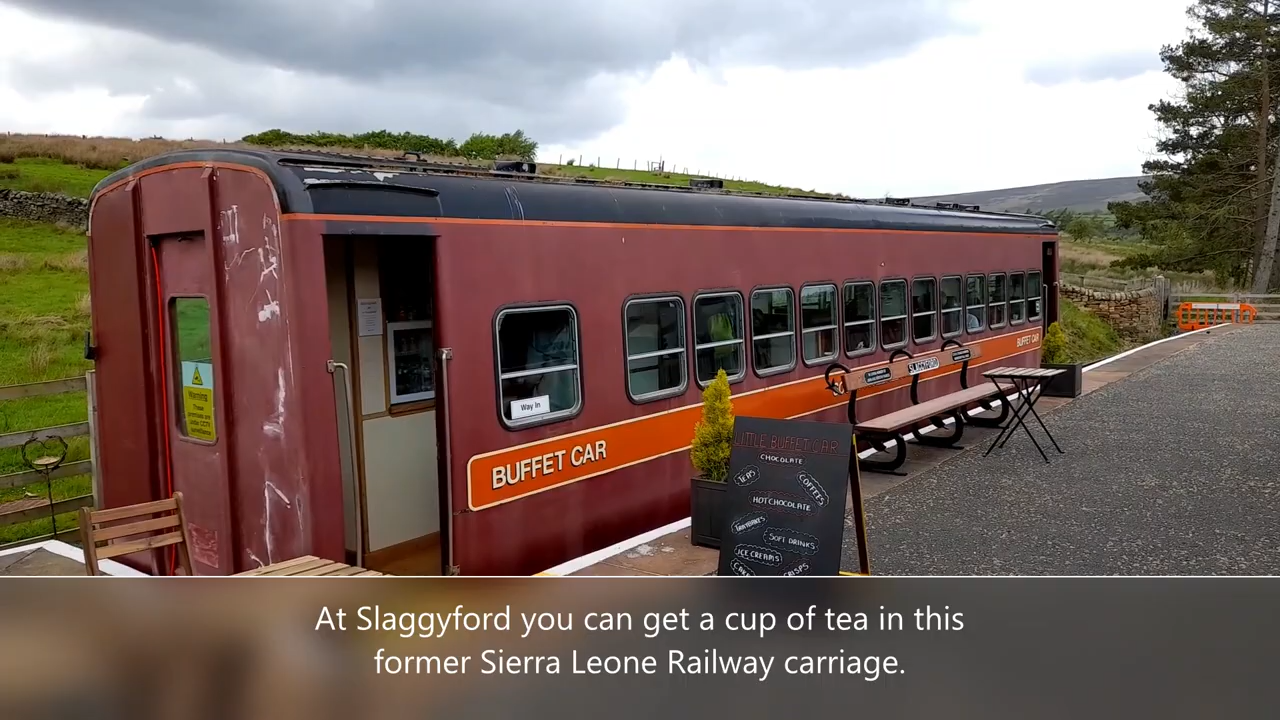 Warning
BUFFET CAR
Way In
SLAGGYFORD
BUFFET CAR
LITTLE BUFFET CAR
CHOCOLATE
TEAS
COFFEES
HOT CHOCOLATE
TRAYBAKES
SOFT DRINKS
ICE CREAMS
CRISPS
At Slaggyford you can get a cup of tea in this
former Sierra Leone Railway carriage.